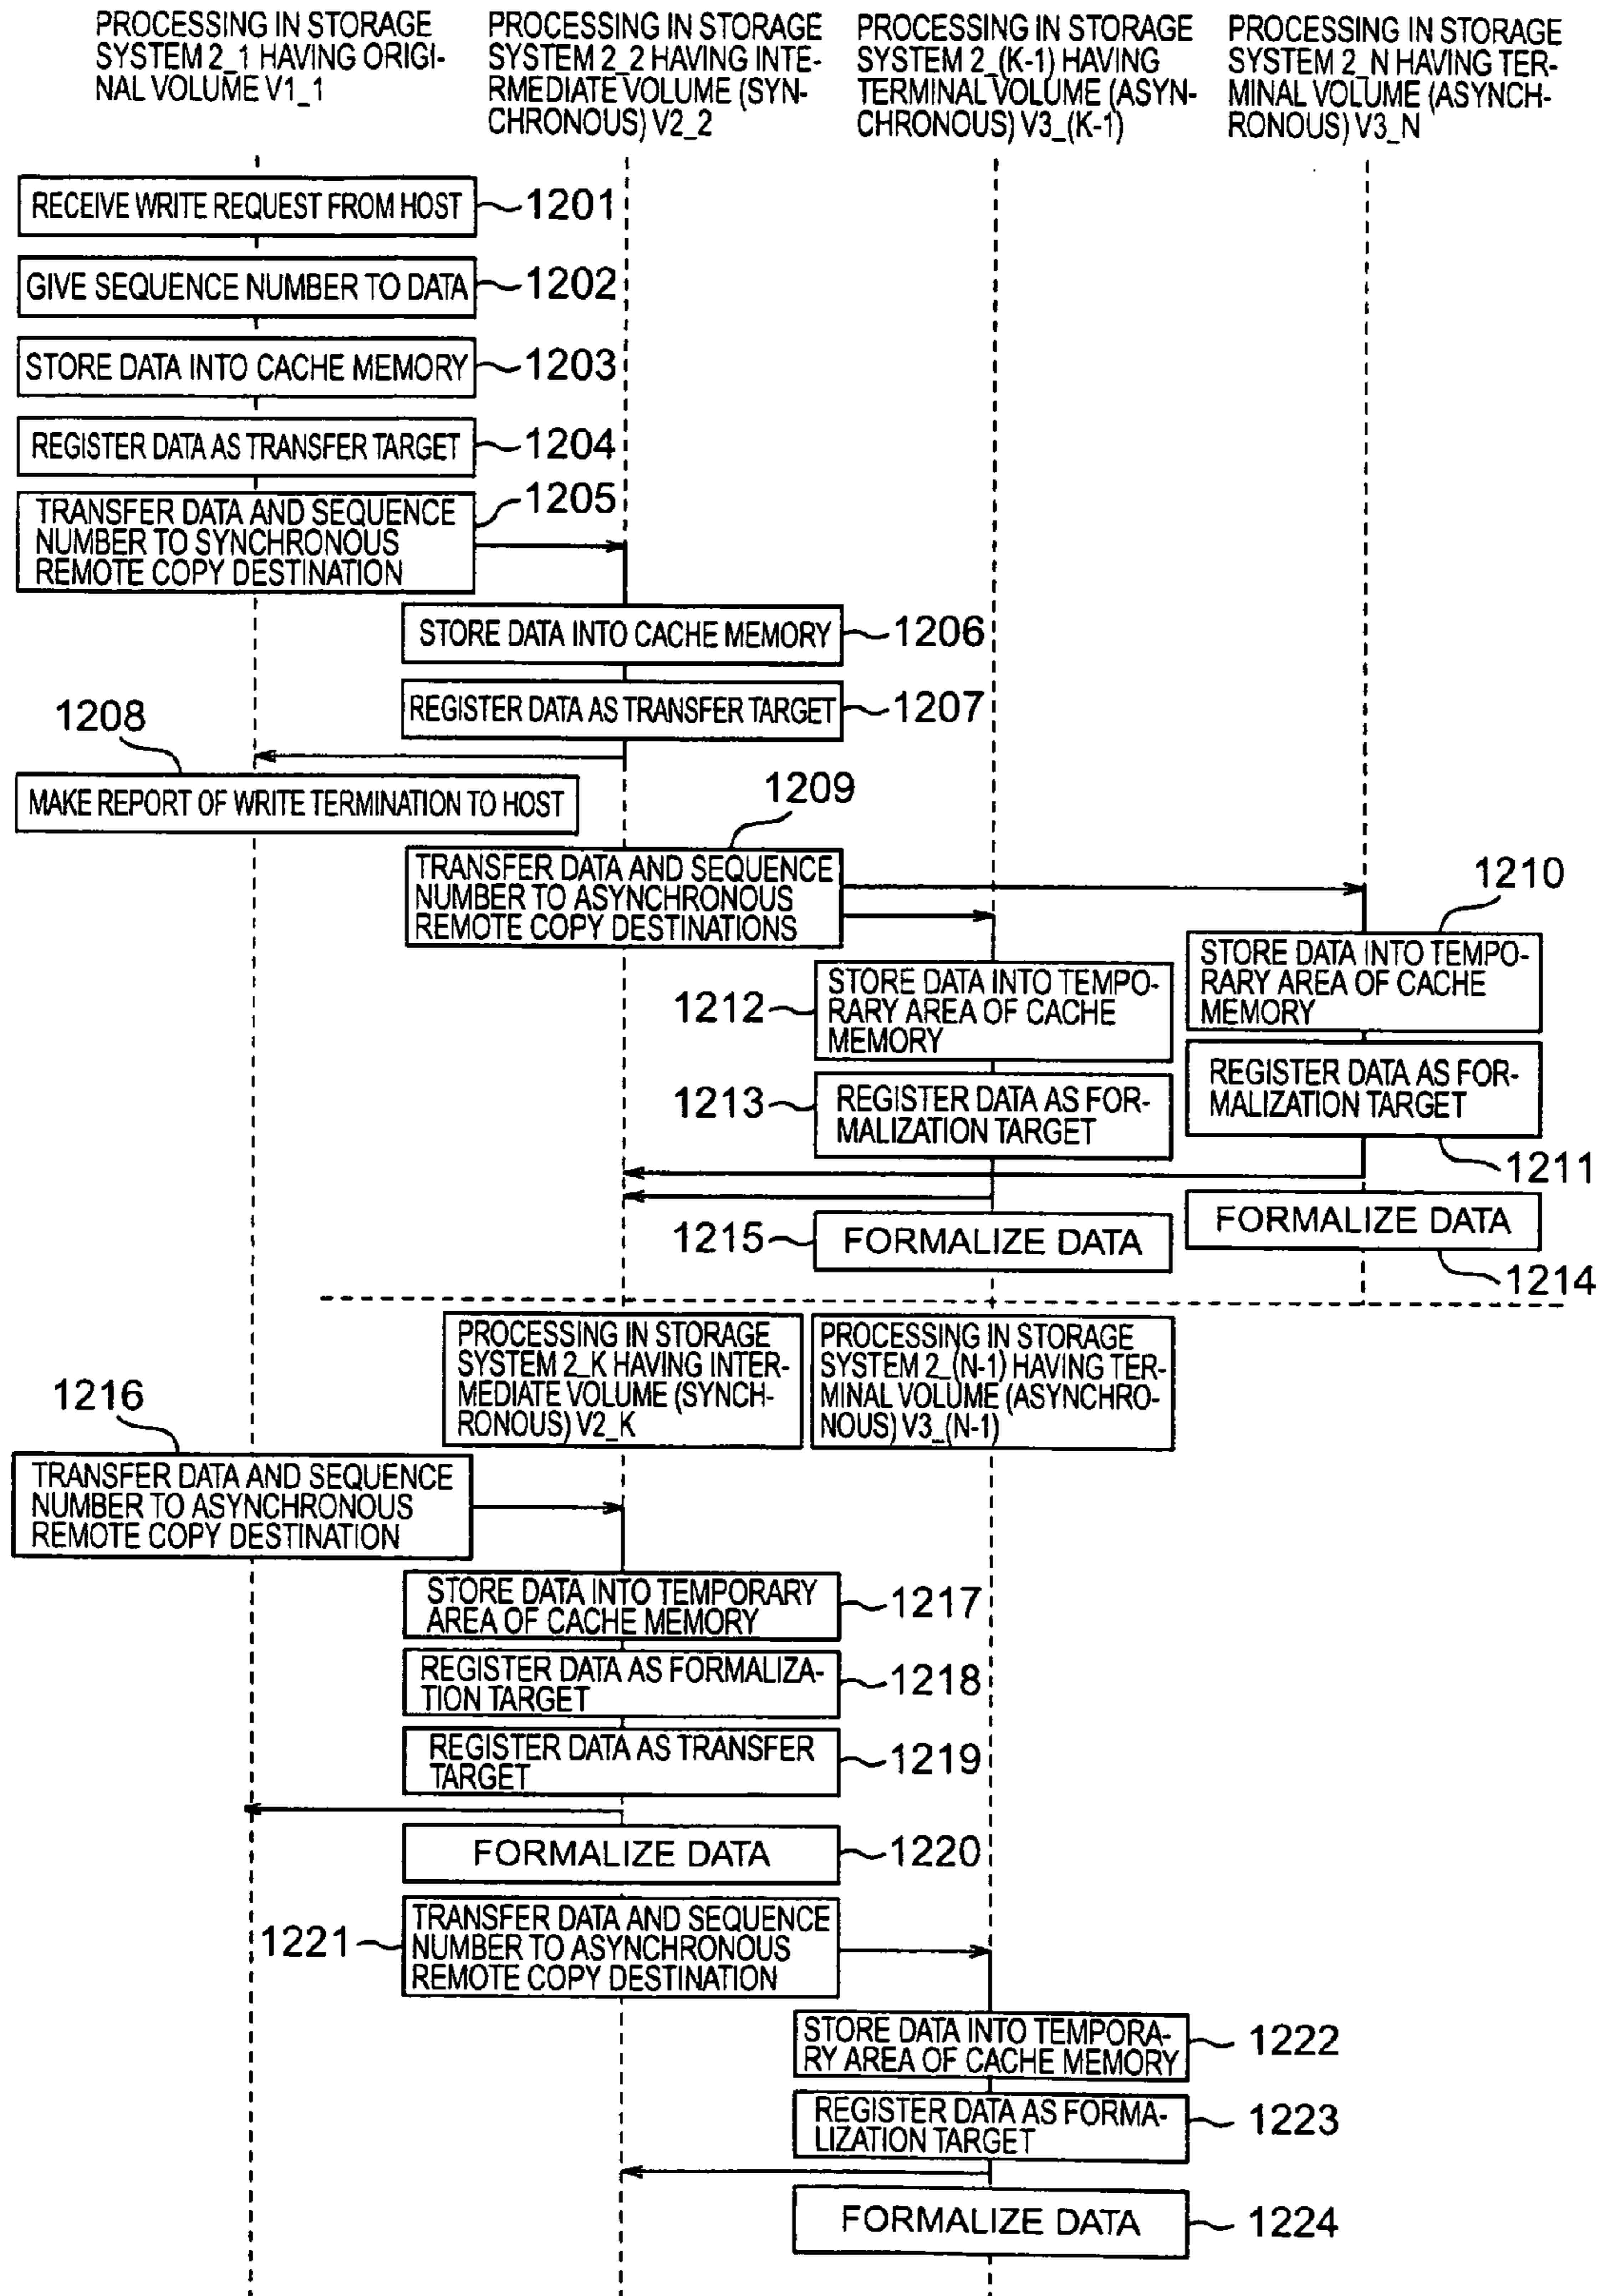 PROCESSING IN STORAGE
SYSTEM 2_1 HAVING ORIGI-
NAL VOLUME V1_1
PROCESSING IN STORAGE
SYSTEM 2_2 HAVING INTE-
RMEDIATE VOLUME (SYN-
CHRONOUS) V2_2
PROCESSING IN STORAGE
SYSTEM 2_(K-1) HAVING
TERMINAL VOLUME (ASYN-
CHRONOUS) V3_(K-1)
PROCESSING IN STORAGE
SYSTEM 2_N HAVING TER-
MINAL VOLUME (ASYNCH-
RONOUS) V3_N
RECEIVE WRITE REQUEST FROM HOST
1201
GIVE SEQUENCE NUMBER TO DATA
1202
STORE DATA INTO CACHE MEMORY
1203
REGISTER DATA AS TRANSFER TARGET
1204
TRANSFER DATA AND SEQUENCE
NUMBER TO SYNCHRONOUS
REMOTE COPY DESTINATION
1205
STORE DATA INTO CACHE MEMORY
1206
REGISTER DATA AS TRANSFER TARGET
1207
1208
MAKE REPORT OF WRITE TERMINATION TO HOST
1209
TRANSFER DATA AND SEQUENCE
NUMBER TO ASYNCHRONOUS
REMOTE COPY DESTINATIONS
1210
STORE DATA INTO TEMPO-
RARY AREA OF CACHE
MEMORY
1212
STORE DATA INTO TEMPO-
RARY AREA OF CACHE
MEMORY
REGISTER DATA AS FOR-
MALIZATION TARGET
1211
1213
REGISTER DATA AS FOR-
MALIZATION TARGET
FORMALIZE DATA
1214
1215
FORMALIZE DATA
PROCESSING IN STORAGE
SYSTEM 2_K HAVING INTER-
MEDIATE VOLUME (SYNCH-
RONOUS) V2_K
PROCESSING IN STORAGE
SYSTEM 2_(N-1) HAVING TER-
MINAL VOLUME (ASYNCHRO-
NOUS) V3_(N-1)
1216
TRANSFER DATA AND SEQUENCE
NUMBER TO ASYNCHRONOUS
REMOTE COPY DESTINATION
STORE DATA INTO TEMPORARY
AREA OF CACHE MEMORY
1217
REGISTER DATA AS FORMALIZA-
TION TARGET
1218
REGISTER DATA AS TRANSFER
TARGET
1219
FORMALIZE DATA
1220
1221
TRANSFER DATA AND SEQUENCE
NUMBER TO ASYNCHRONOUS
REMOTE COPY DESTINATION
STORE DATA INTO TEMPORA-
RY AREA OF CACHE MEMORY
1222
REGISTER DATA AS FORMA-
LIZATION TARGET
1223
FORMALIZE DATA
1224